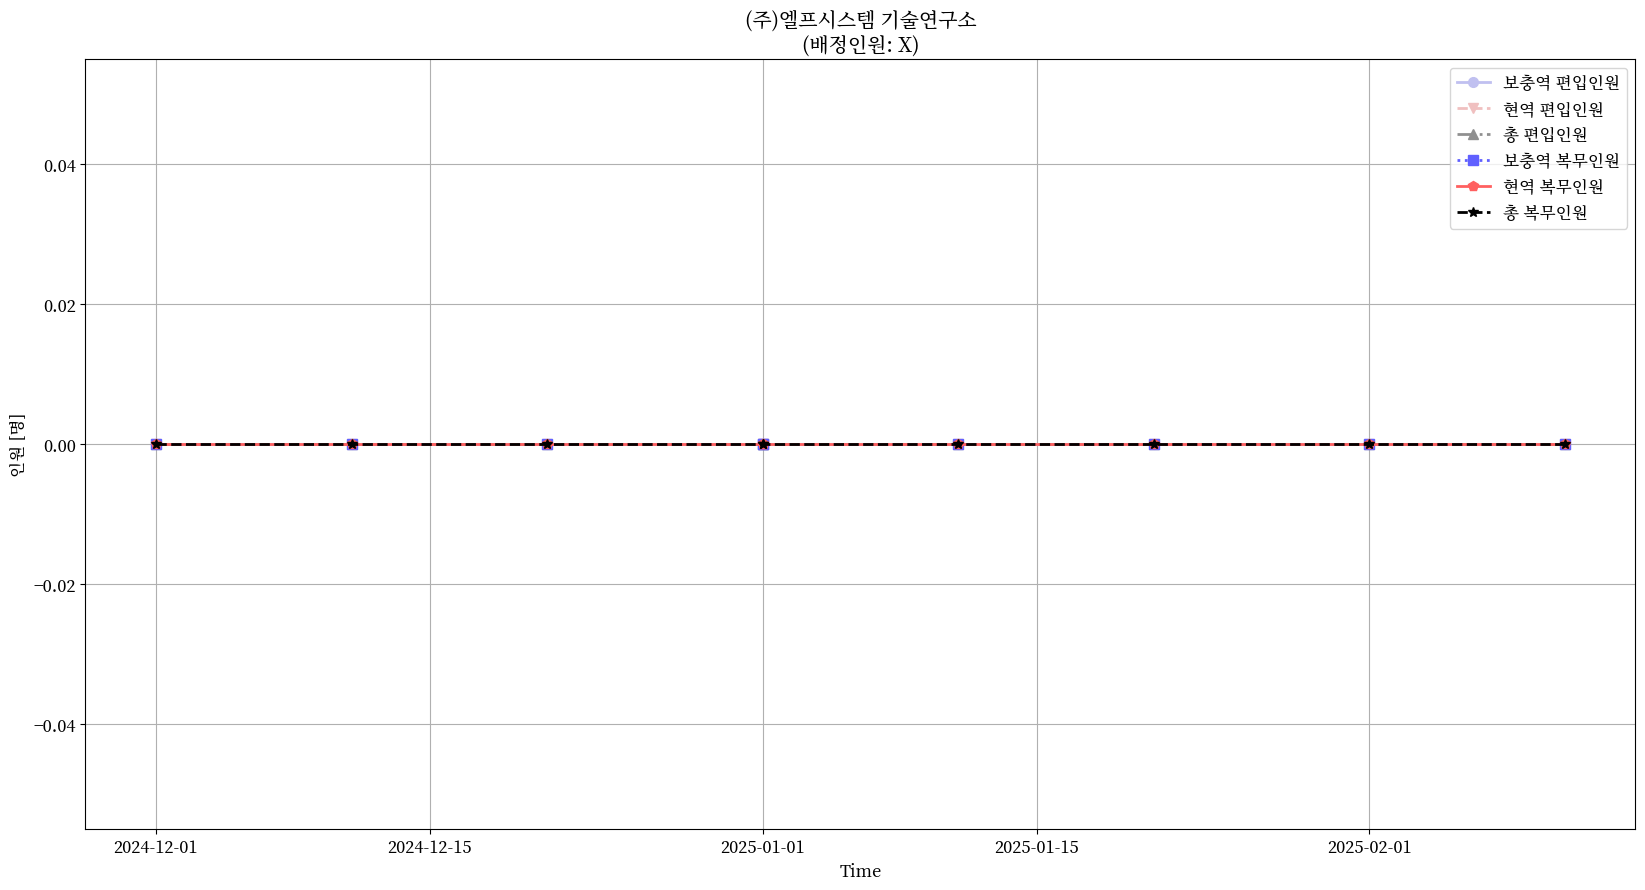 (주)엘프시스템 기술연구소
(배정인원: X)
보충역 편입인원
현역 편입인원
총 편입인원
보충역 복무인원
현역 복무인원
총 복무인원
인원 [명]
0.04
0.02
0.00
−0.02
−0.04
2024-12-01
2024-12-15
2025-01-01
2025-01-15
2025-02-01
Time